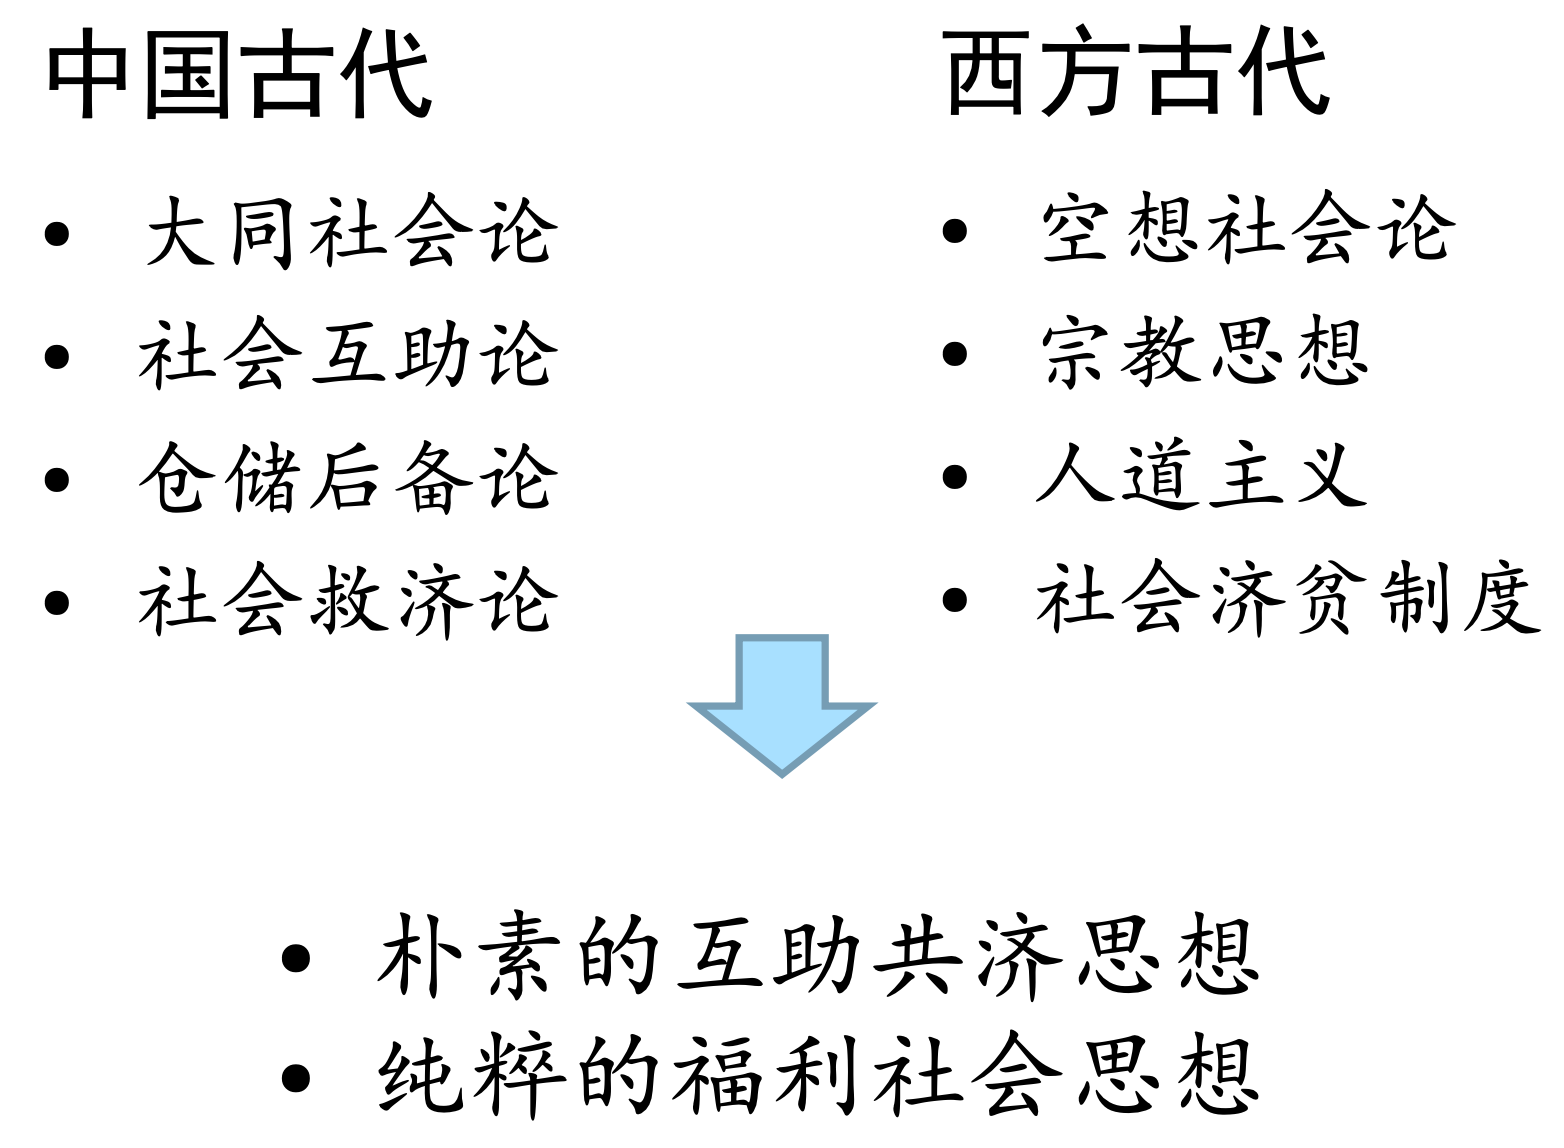 中国古代
• 大同社会论
• 社会互助论
• 仓储后备论
• 社会救济论
西方古代
• 空想社会论
• 宗教思想
• 人道主义
• 社会济贫制度
• 朴素的互助共济思想
• 纯粹的福利社会思想